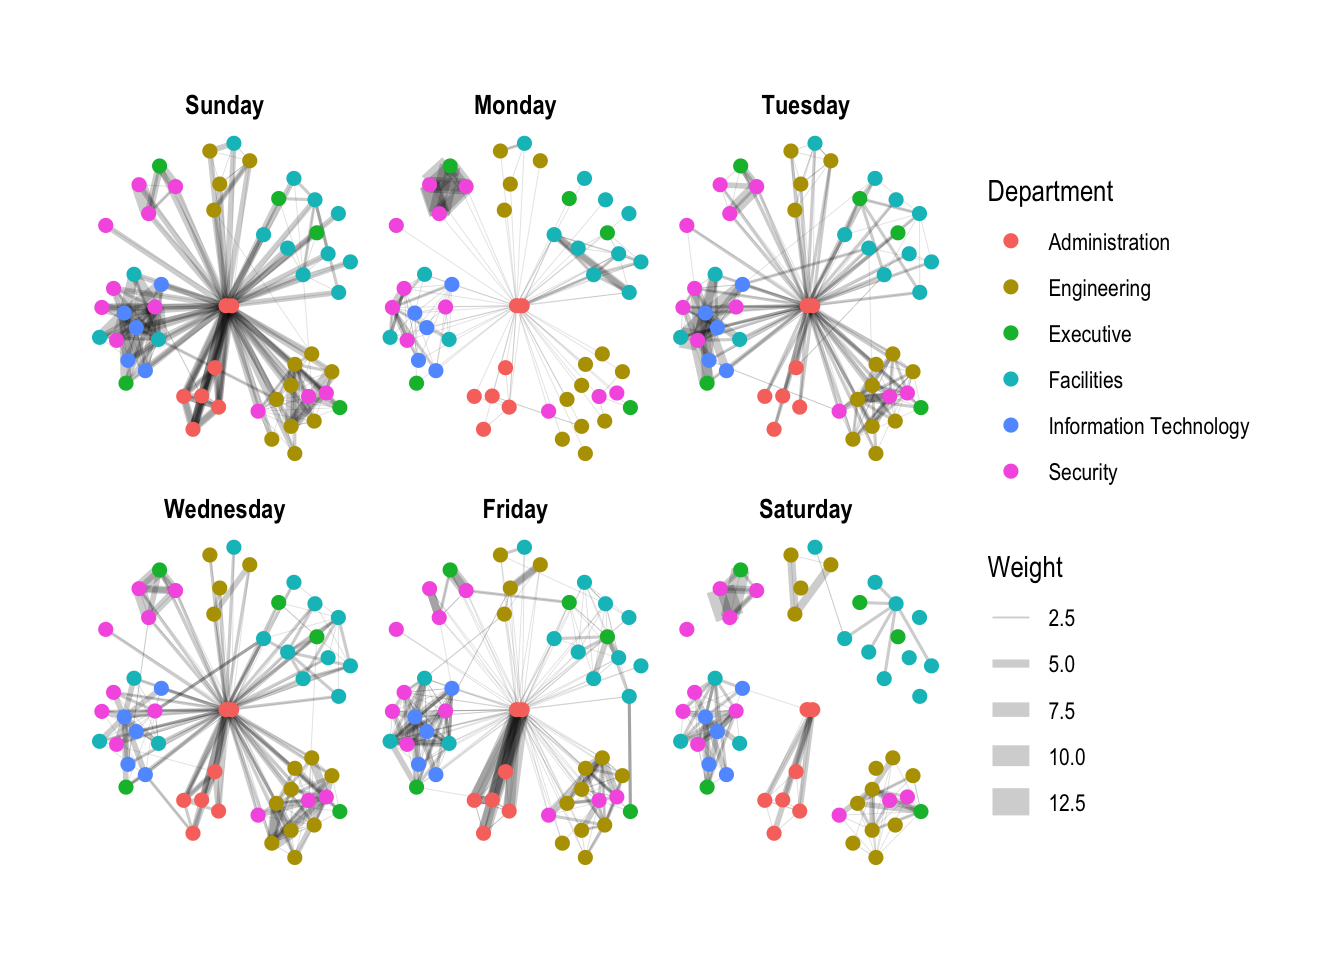 Sunday
Monday
Tuesday
Wednesday
Friday
Saturday
Department
Administration
Engineering
Executive
Facilities
Information Technology
Security
Weight
2.5
5.0
7.5
10.0
12.5